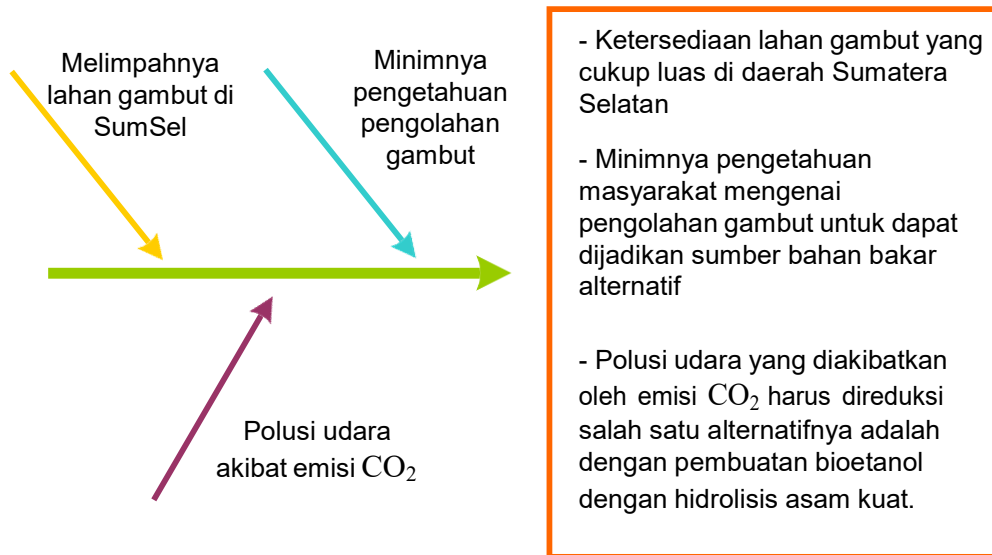 Melimpahnya
lahan gambut di
SumSel
Minimnya
pengetahuan
pengolahan
gambut
Polusi udara
akibat emisi CO₂
- Ketersediaan lahan gambut yang
cukup luas di daerah Sumatera
Selatan
- Minimnya pengetahuan
masyarakat mengenai
pengolahan gambut untuk dapat
dijadikan sumber bahan bakar
alternatif
- Polusi udara yang diakibatkan
oleh emisi CO₂ harus direduksi
salah satu alternatifnya adalah
dengan pembuatan bioetanol
dengan hidrolisis asam kuat.